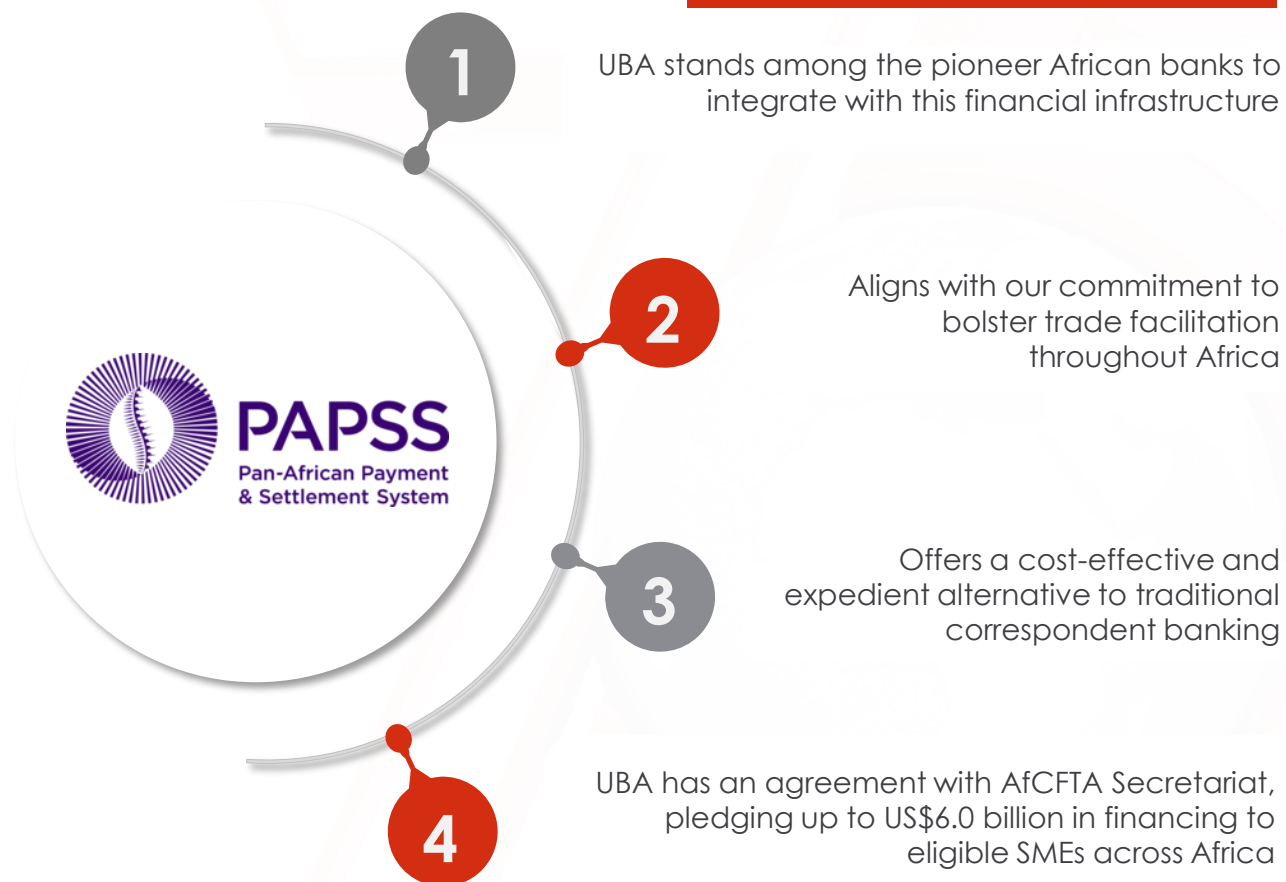 1
UBA stands among the pioneer African banks to
integrate with this financial infrastructure
2
Aligns with our commitment to
bolster trade facilitation
throughout Africa
PAPSS
Pan-African Payment
& Settlement System
3
Offers a cost-effective and
expedient alternative to traditional
correspondent banking
4
UBA has an agreement with AfCFTA Secretariat,
pledging up to US$6.0 billion in financing to
eligible SMEs across Africa